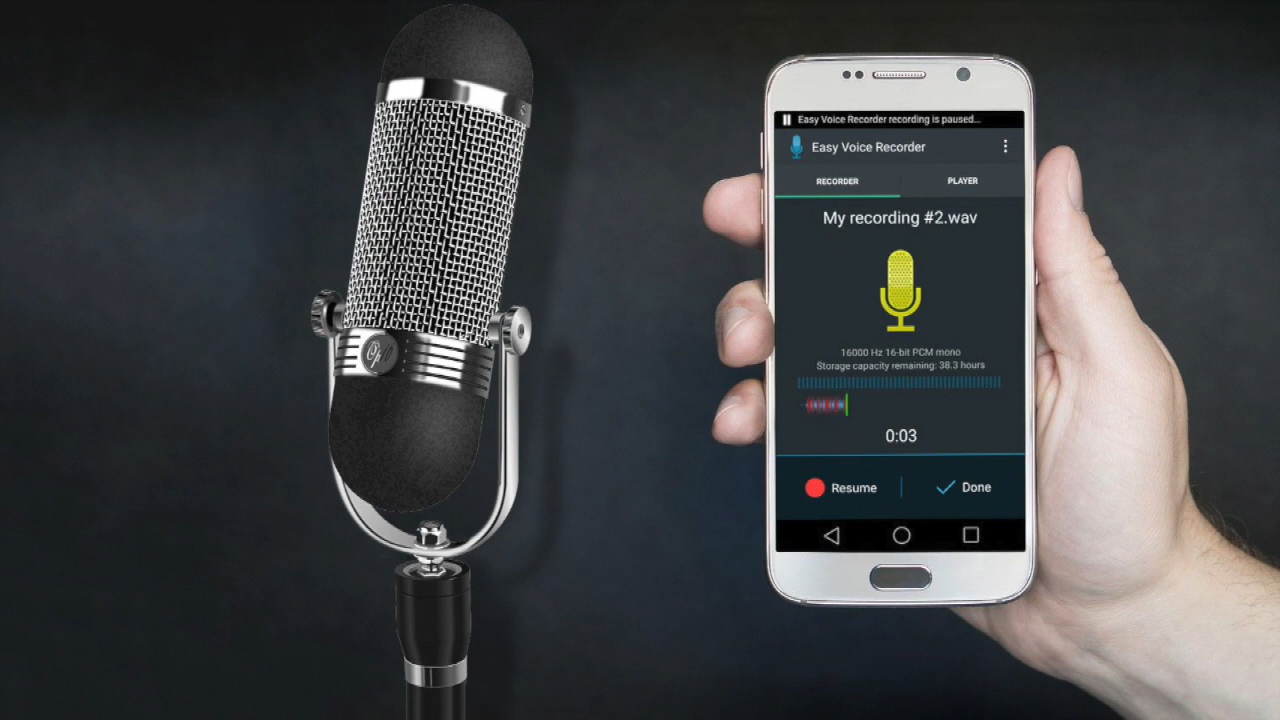 Easy Voice Recorder recording is paused...
Easy Voice Recorder
RECORDER PLAYER
My recording #2.wav
16000 Hz 16-bit PCM mono
Storage capacity remaining: 38.3 hours
0:03
Resume Done